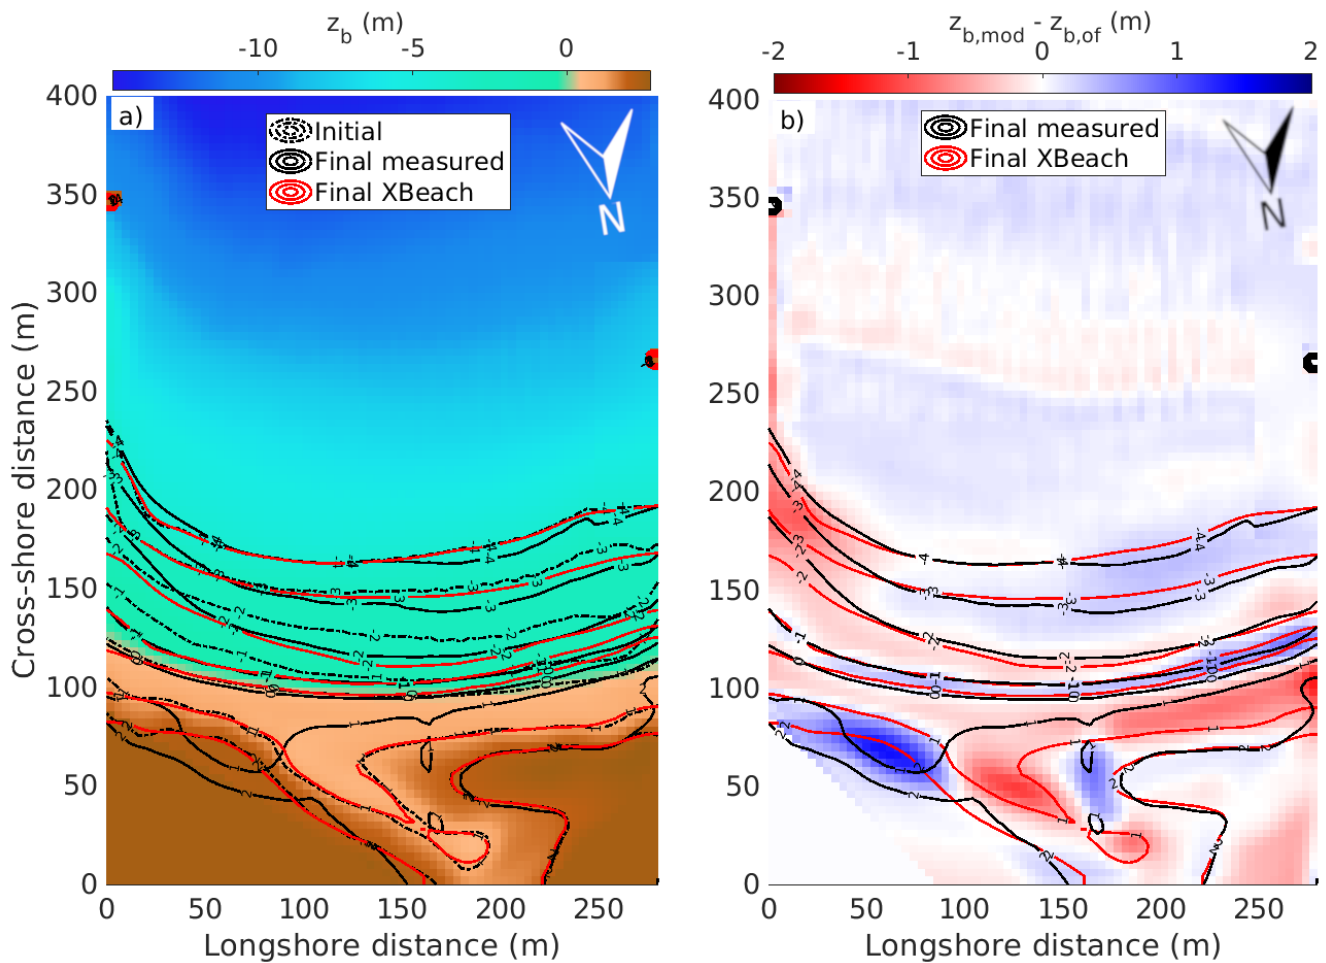 z_b (m)
-10 -5 0
a)
Initial
Final measured
Final XBeach
N
400
350
300
250
200
150
100
50
0
Cross-shore distance (m)
0 50 100 150 200 250
Longshore distance (m)
z_b,mod - z_b,of (m)
-2 -1 0 1 2
b)
Final measured
Final XBeach
N
400
350
300
250
200
150
100
50
0
0 50 100 150 200 250
Longshore distance (m)